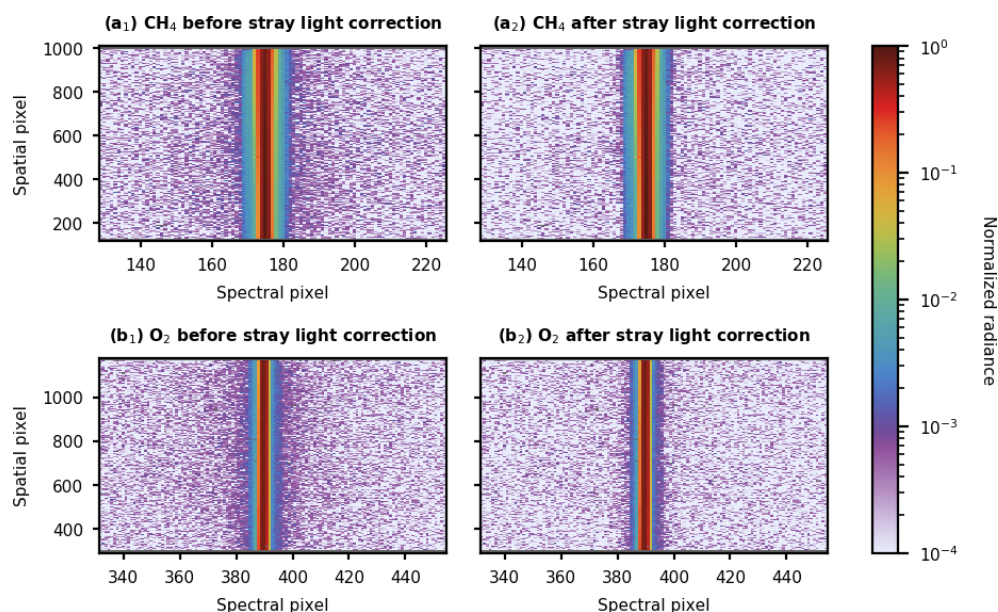 (a₁) CH₄ before stray light correction
(a₂) CH₄ after stray light correction
1000
800
600
400
200
Spatial pixel
140 160 180 200 220
Spectral pixel
140 160 180 200 220
Spectral pixel
(b₁) O₂ before stray light correction
(b₂) O₂ after stray light correction
1000
800
600
400
Spatial pixel
340 360 380 400 420 440
Spectral pixel
340 360 380 400 420 440
Spectral pixel
10⁰
10⁻¹
10⁻²
10⁻³
10⁻⁴
Normalized radiance